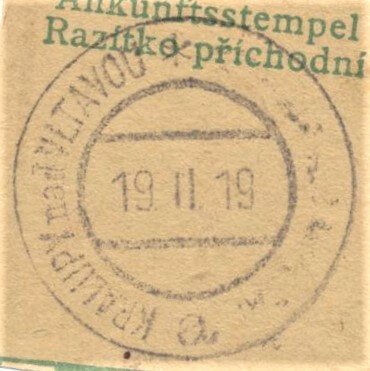 Ankunftsstempel
Razítko příchodní
KRALUPY nad VLTAVOU
19. II. 19